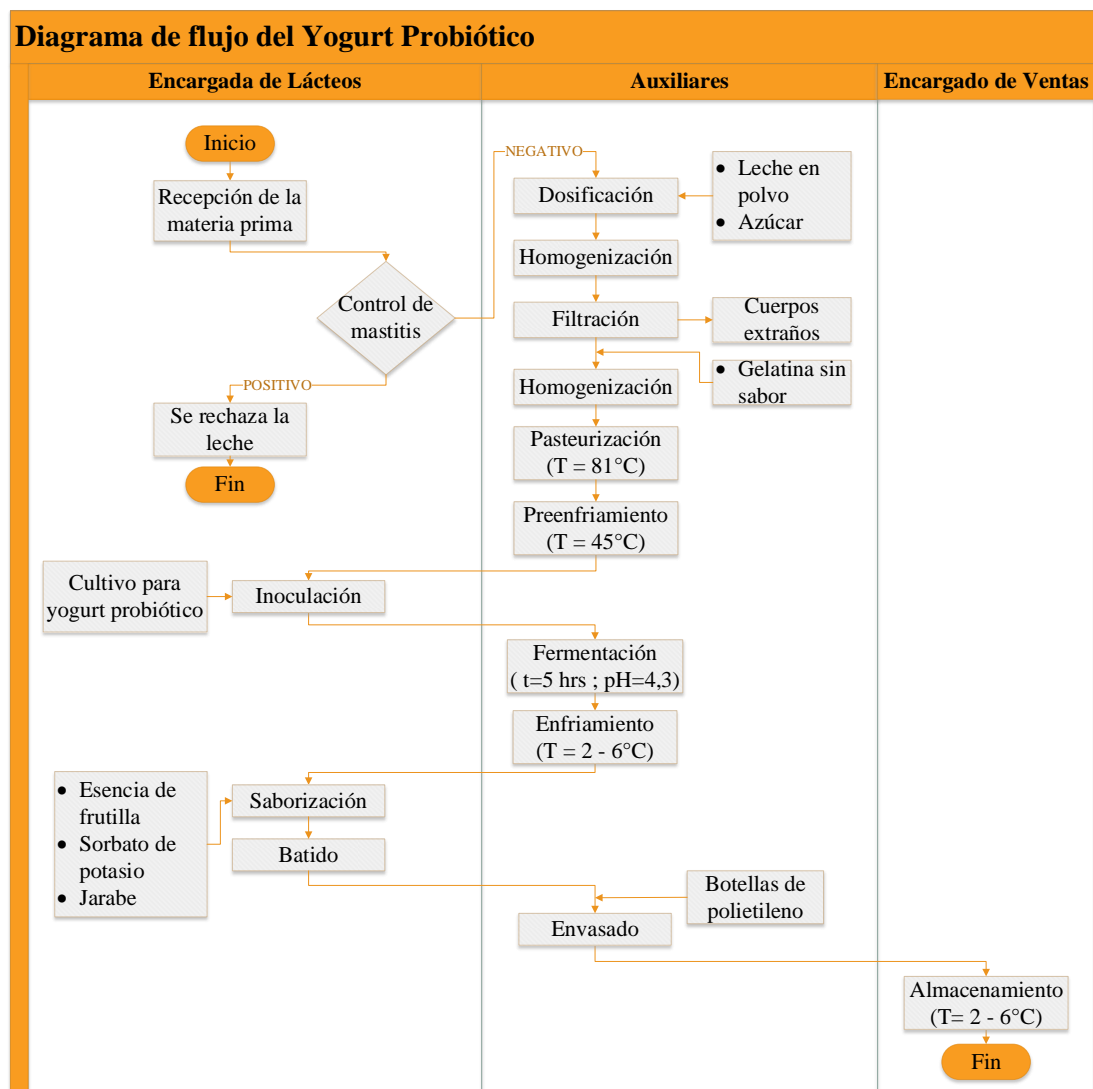 Diagrama de flujo del Yogurt Probiótico
Encargada de Lácteos
Auxiliares
Encargado de Ventas
Inicio
Recepción de la
materia prima
Control de
mastitis
POSITIVO
Se rechaza la
leche
Fin
NEGATIVO
Dosificación
• Leche en
polvo
• Azúcar
Homogenización
Filtración
Cuerpos
extraños
• Gelatina sin
sabor
Homogenización
Pasteurización
(T = 81°C)
Preenfriamiento
(T = 45°C)
Cultivo para
yogurt probiótico
Inoculación
Fermentación
( t=5 hrs ; pH=4,3)
Enfriamiento
(T = 2 - 6°C)
• Esencia de
frutilla
• Sorbato de
potasio
• Jarabe
Saborización
Batido
Botellas de
polietileno
Envasado
Almacenamiento
(T= 2 - 6°C)
Fin